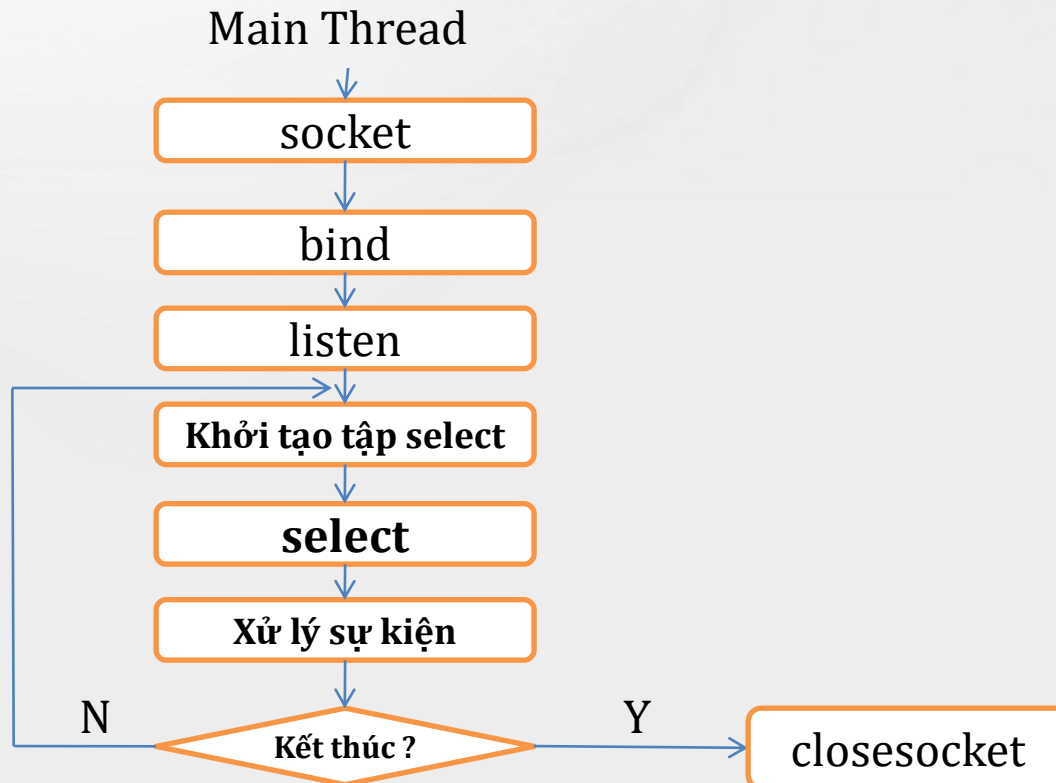 Main Thread
socket
bind
listen
Khởi tạo tập select
select
Xử lý sự kiện
N
Kết thúc ?
Y
closesocket